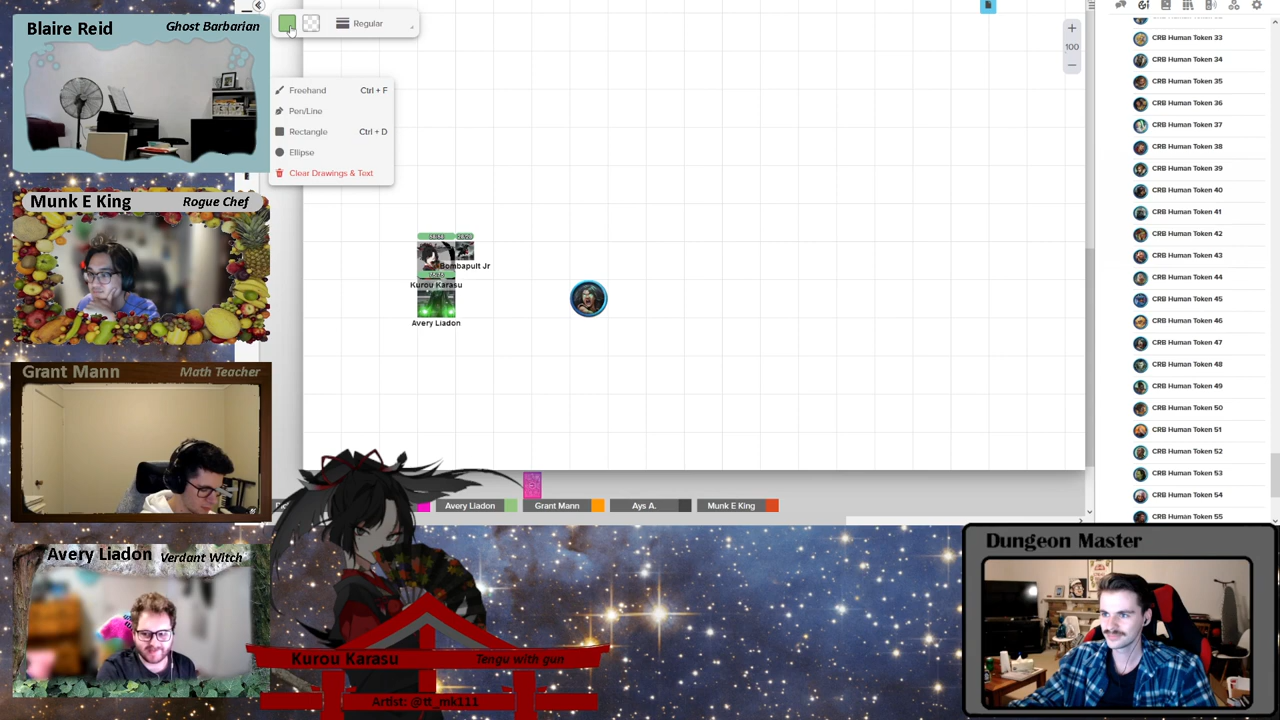 Blaire Reid
Ghost Barbarian
Regular
+
100
−
Freehand Ctrl + F
Pen/Line
Rectangle Ctrl + D
Ellipse
Clear Drawings & Text
Munk E King
Rogue Chef
Bombapult Jr
Kurou Karasu
Avery Liadon
Grant Mann
Math Teacher
Avery Liadon
Grant Mann
Ays A.
Munk E King
CRB Human Token 33
CRB Human Token 34
CRB Human Token 35
CRB Human Token 36
CRB Human Token 37
CRB Human Token 38
CRB Human Token 39
CRB Human Token 40
CRB Human Token 41
CRB Human Token 42
CRB Human Token 43
CRB Human Token 44
CRB Human Token 45
CRB Human Token 46
CRB Human Token 47
CRB Human Token 48
CRB Human Token 49
CRB Human Token 50
CRB Human Token 51
CRB Human Token 52
CRB Human Token 53
CRB Human Token 54
CRB Human Token 55
Avery Liadon
Verdant Witch
Kurou Karasu
Tengu with gun
Artist: @tt_mk111
Dungeon Master